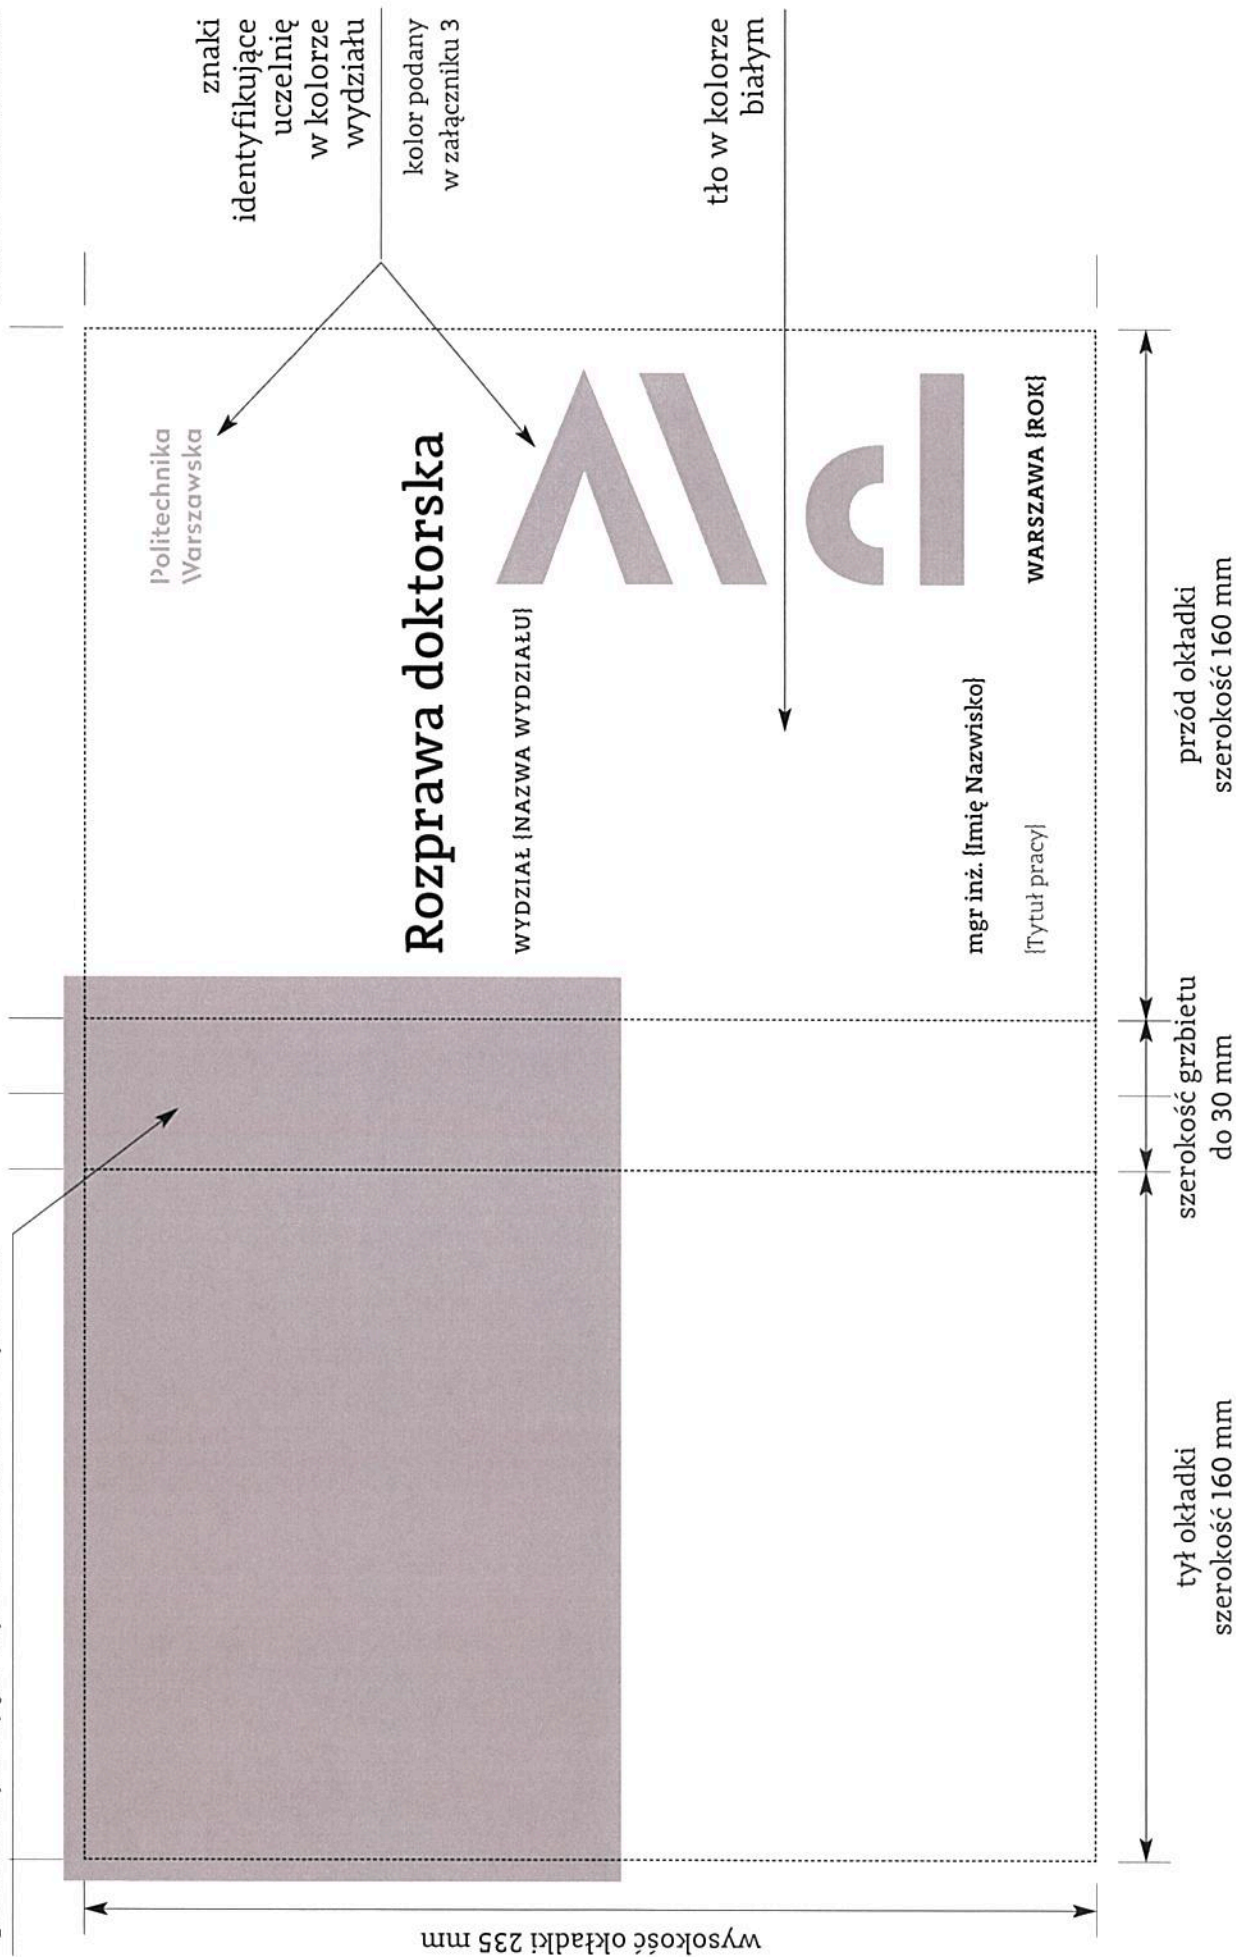 znaki
identyfikujące
uczelnię
w kolorze
wydziału
kolor podany
w załączniku 3
tło w kolorze
białym
Politechnika
Warszawska
Rozprawa doktorska
WYDZIAŁ {NAZWA WYDZIAŁU}
mgr inż. {Imię Nazwisko}
{Tytuł pracy}
WARSZAWA {ROK}
wysokość okładki 235 mm
tył okładki
szerokość 160 mm
szerokość grzbietu
do 30 mm
przód okładki
szerokość 160 mm